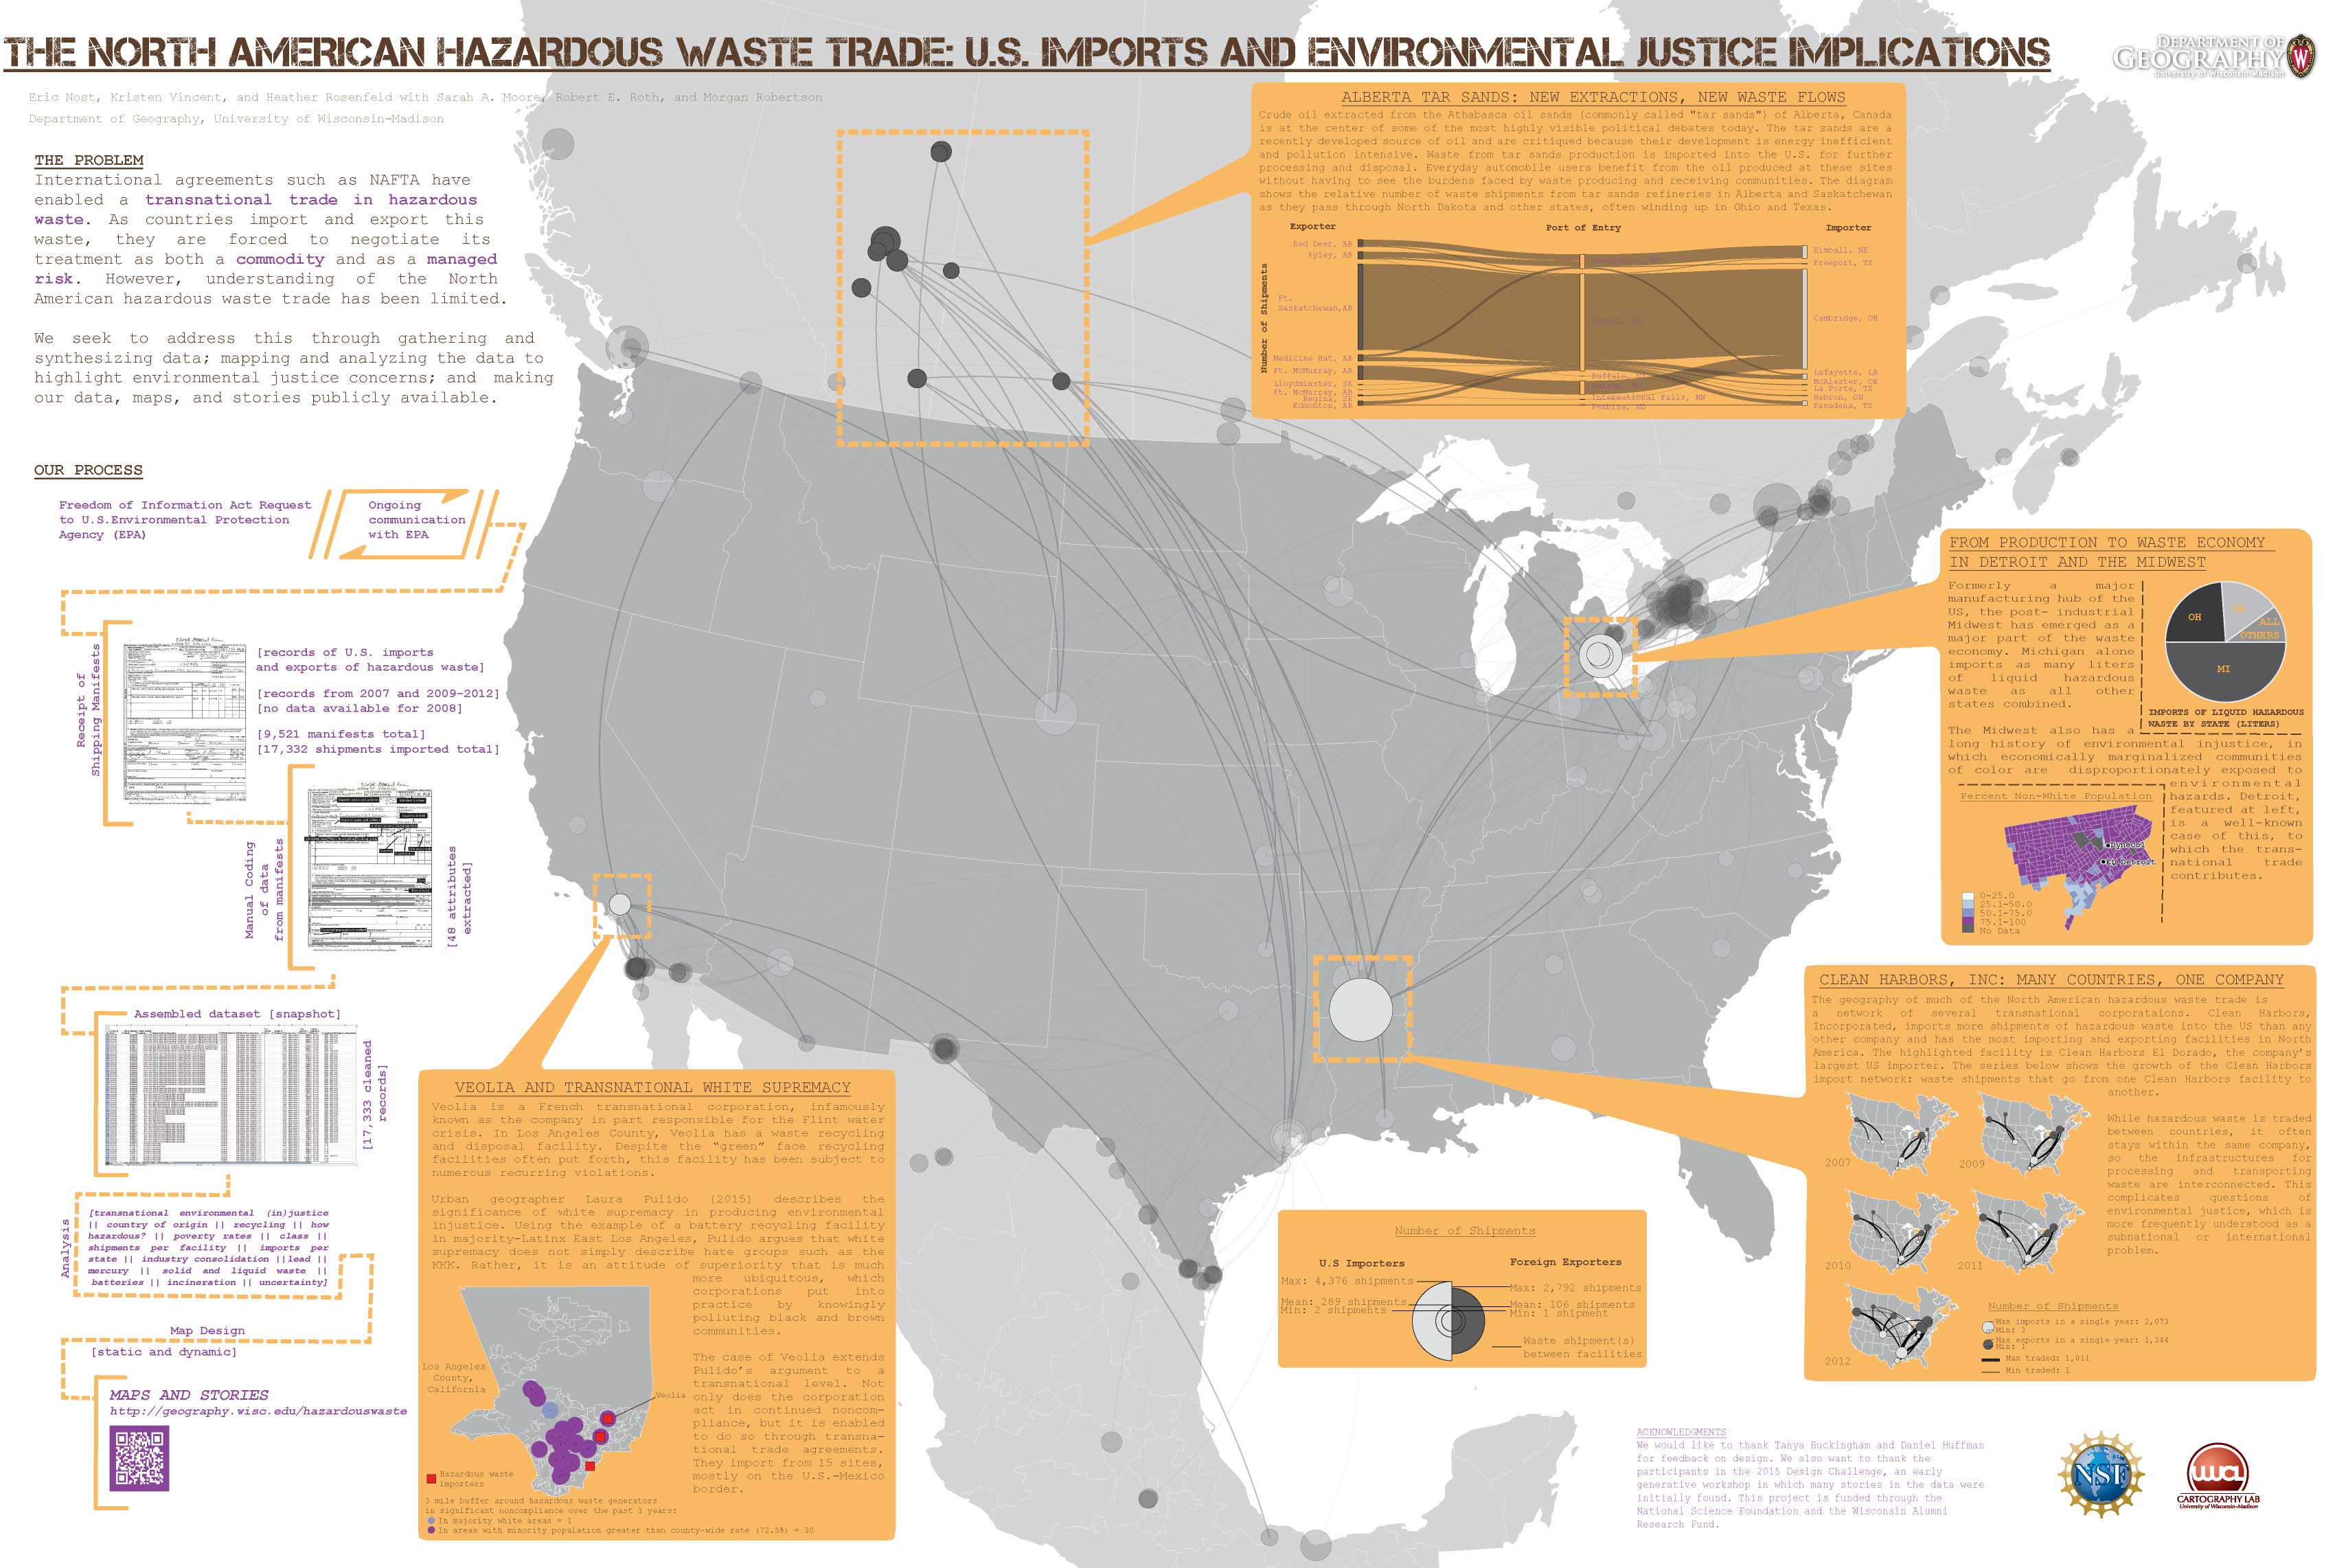 THE NORTH AMERICAN HAZARDOUS WASTE TRADE: U.S. IMPORTS AND ENVIRONMENTAL JUSTICE IMPLICATIONS
DEPARTMENT OF
GEOGRAPHY
University of Wisconsin-Madison
Eric Nost, Kristen Vincent, and Heather Rosenfeld with Sarah A. Moore, Robert E. Roth, and Morgan Robertson
Department of Geography, University of Wisconsin-Madison
THE PROBLEM
International agreements such as NAFTA have
enabled a transnational trade in hazardous
waste. As countries import and export this
waste, they are forced to negotiate its
treatment as both a commodity and as a managed
risk. However, understanding of the North
American hazardous waste trade has been limited.
We seek to address this through gathering and
synthesizing data; mapping and analyzing the data to
highlight environmental justice concerns; and making
our data, maps, and stories publicly available.
OUR PROCESS
Freedom of Information Act Request
to U.S.Environmental Protection
Agency (EPA)
Ongoing
communication
with EPA
Receipt of
Shipping Manifests
[records of U.S. imports
and exports of hazardous waste]
[records from 2007 and 2009-2012]
[no data available for 2008]
[9,521 manifests total]
[17,332 shipments imported total]
Manual Coding
of data
from manifests
[48 attributes
extracted]
Assembled dataset [snapshot]
[17,333 cleaned
records]
Analysis
[transnational environmental (in)justice
|| country of origin || recycling || how
hazardous? || poverty rates || class ||
shipments per facility || imports per
state || industry consolidation ||lead ||
mercury || solid and liquid waste ||
batteries || incineration || uncertainty]
Map Design
[static and dynamic]
MAPS AND STORIES
http://geography.wisc.edu/hazardouswaste
ALBERTA TAR SANDS: NEW EXTRACTIONS, NEW WASTE FLOWS
Crude oil extracted from the Athabasca oil sands (commonly called "tar sands") of Alberta, Canada
is at the center of some of the most highly visible political debates today. The tar sands are a
recently developed source of oil and are critiqued because their development is energy inefficient
and pollution intensive. Waste from tar sands production is imported into the U.S. for further
processing and disposal. Everyday automobile users benefit from the oil produced at these sites
without having to see the burdens faced by waste producing and receiving communities. The diagram
shows the relative number of waste shipments from tar sands refineries in Alberta and Saskatchewan
as they pass through North Dakota and other states, often winding up in Ohio and Texas.
Exporter
Port of Entry
Importer
Number of Shipments
Red Deer, AB
Ryley, AB
Ft.
Saskatchewan,AB
Medicine Hat, AB
Ft. McMurray, AB
Lloydminster, SK
Ft. McMurray, AB
Regina, SK
Edmonton, AB
International Falls, MN
Pembina, ND
Kimball, NE
Freeport, TX
Cambridge, OH
Lafayette, LA
McAlester, OK
La Porte, TX
Hebron, OH
Pasadena, TX
FROM PRODUCTION TO WASTE ECONOMY
IN DETROIT AND THE MIDWEST
Formerly a major
manufacturing hub of the
US, the post- industrial
Midwest has emerged as a
major part of the waste
economy. Michigan alone
imports as many liters
of liquid hazardous
waste as all other
states combined.
OH
ALL
OTHERS
MI
IMPORTS OF LIQUID HAZARDOUS
WASTE BY STATE (LITERS)
The Midwest also has a
long history of environmental injustice, in
which economically marginalized communities
of color are disproportionately exposed to
environmental
hazards. Detroit,
featured at left,
is a well-known
case of this, to
which the trans-
national trade
contributes.
Percent Non-White Population
Dynecol
EQ Detroit
0-25.0
25.1-50.0
50.1-75.0
75.1-100
No Data
CLEAN HARBORS, INC: MANY COUNTRIES, ONE COMPANY
The geography of much of the North American hazardous waste trade is
a network of several transnational corporataions. Clean Harbors,
Incorporated, imports more shipments of hazardous waste into the US than any
other company and has the most importing and exporting facilities in North
America. The highlighted facility is Clean Harbors El Dorado, the company's
largest US importer. The series below shows the growth of the Clean Harbors
import network: waste shipments that go from one Clean Harbors facility to
another.
While hazardous waste is traded
between countries, it often
stays within the same company,
so the infrastructures for
processing and transporting
waste are interconnected. This
complicates questions of
environmental justice, which is
more frequently understood as a
subnational or international
problem.
2007
2009
2010
2011
2012
Number of Shipments
Max imports in a single year: 2,073
Min: 3
Max exports in a single year: 1,344
Min: 1
Max traded: 1,011
Min traded: 1
VEOLIA AND TRANSNATIONAL WHITE SUPREMACY
Veolia is a French transnational corporation, infamously
known as the company in part responsible for the Flint water
crisis. In Los Angeles County, Veolia has a waste recycling
and disposal facility. Despite the "green" face recycling
facilities often put forth, this facility has been subject to
numerous recurring violations.
Urban geographer Laura Pulido (2015) describes the
significance of white supremacy in producing environmental
injustice. Using the example of a battery recycling facility
in majority-Latinx East Los Angeles, Pulido argues that white
supremacy does not simply describe hate groups such as the
KKK. Rather, it is an attitude of superiority that is much
more ubiquitous, which
corporations put into
practice by knowingly
polluting black and brown
communities.
The case of Veolia extends
Pulido's argument to a
transnational level. Not
only does the corporation
act in continued noncom-
pliance, but it is enabled
to do so through transna-
tional trade agreements.
They import from 15 sites,
mostly on the U.S.-Mexico
border.
Los Angeles
County,
California
Veolia
Hazardous waste
importers
3 mile buffer around hazardous waste generators
in significant noncompliance over the past 3 years:
In majority white areas = 1
In areas with minority population greater than county-wide rate (72.5%) = 30
Number of Shipments
U.S Importers
Foreign Exporters
Max: 4,376 shipments
Mean: 289 shipments
Min: 2 shipments
Max: 2,792 shipments
Mean: 106 shipments
Min: 1 shipment
Waste shipment(s)
between facilities
ACKNOWLEDGMENTS
We would like to thank Tanya Buckingham and Daniel Huffman
for feedback on design. We also want to thank the
participants in the 2015 Design Challenge, an early
generative workshop in which many stories in the data were
initially found. This project is funded through the
National Science Foundation and the Wisconsin Alumni
Research Fund.
NSF
UWCL
CARTOGRAPHY LAB
University of Wisconsin-Madison